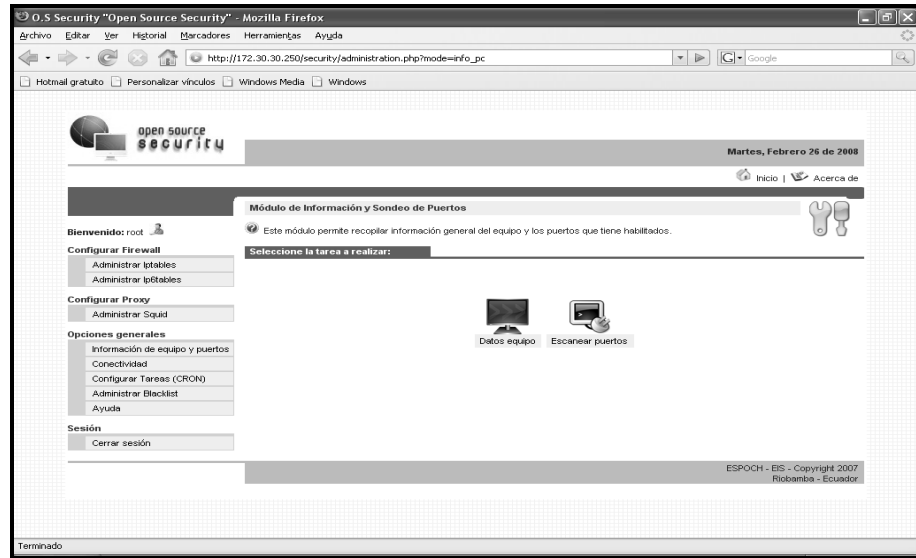 O.S Security "Open Source Security" - Mozilla Firefox
Archivo Editar Ver Historial Marcadores Herramientas Ayuda
http://172.30.30.250/security/administration.php?mode=info_pc
G Google
Hotmail gratuito Personalizar vínculos Windows Media Windows
open source
security
Martes, Febrero 26 de 2008
Inicio | Acerca de
Módulo de Información y Sondeo de Puertos
Bienvenido: root
Este módulo permite recopilar información general del equipo y los puertos que tiene habilitados.
Configurar Firewall
Seleccione la tarea a realizar:
Administrar Iptables
Administrar Ip6tables
Configurar Proxy
Administrar Squid
Opciones generales
Datos equipo Escanear puertos
Información de equipo y puertos
Conectividad
Configurar Tareas (CRON)
Administrar Blacklist
Ayuda
Sesión
Cerrar sesión
ESPOCH - EIS - Copyright 2007
Riobamba - Ecuador
Terminado